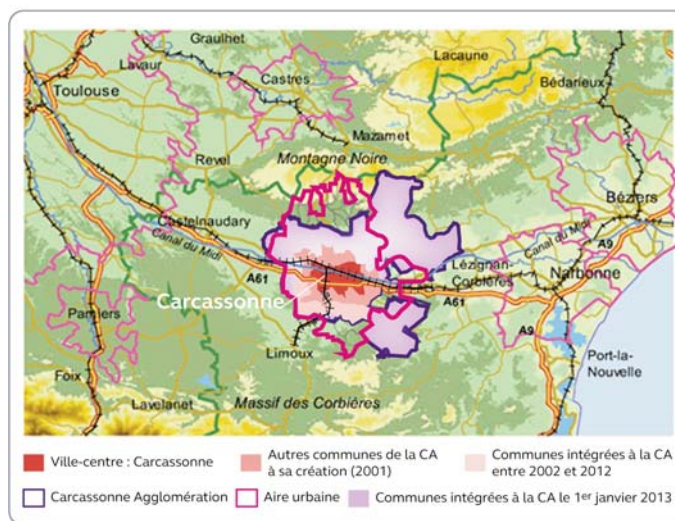 Graulhet
Lavaur
Lacaune
Castres
Bédarieux
Toulouse
Mazamet
Revel
Montagne Noire
Béziers
Castelnaudary
Canal du Midi
Canal du Midi
A9
Lézignan-
Corbières
Narbonne
A61
A61
Carcassonne
Pamiers
A9
Limoux
Port-la-
Nouvelle
Foix
Lavelanet
Massif des Corbières
Ville-centre : Carcassonne
Autres communes de la CA
à sa création (2001)
Communes intégrées à la CA
entre 2002 et 2012
Carcassonne Agglomération
Aire urbaine
Communes intégrées à la CA le 1er janvier 2013